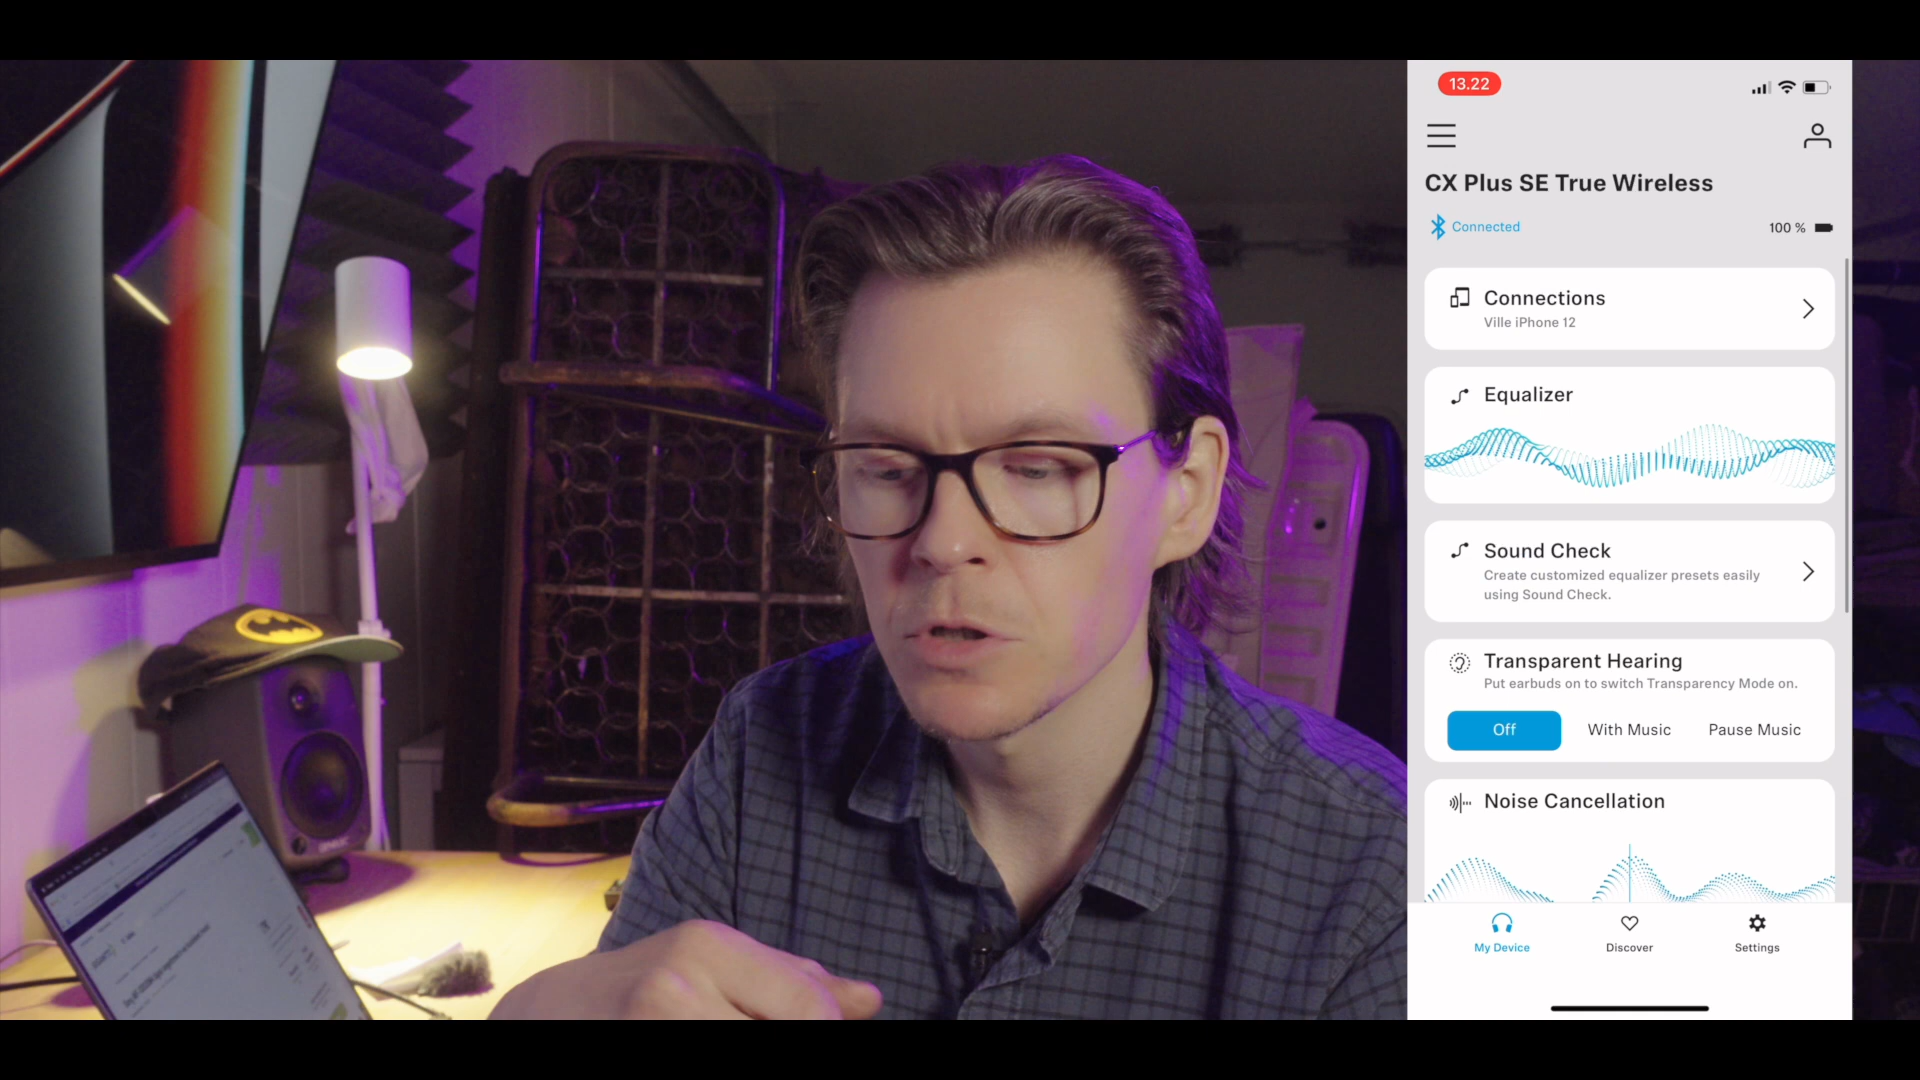 13.22
CX Plus SE True Wireless
Connected
100 %
Connections
Ville iPhone 12
Equalizer
Sound Check
Create customized equalizer presets easily
using Sound Check.
Transparent Hearing
Put earbuds on to switch Transparency Mode on.
Off
With Music
Pause Music
Noise Cancellation
My Device
Discover
Settings